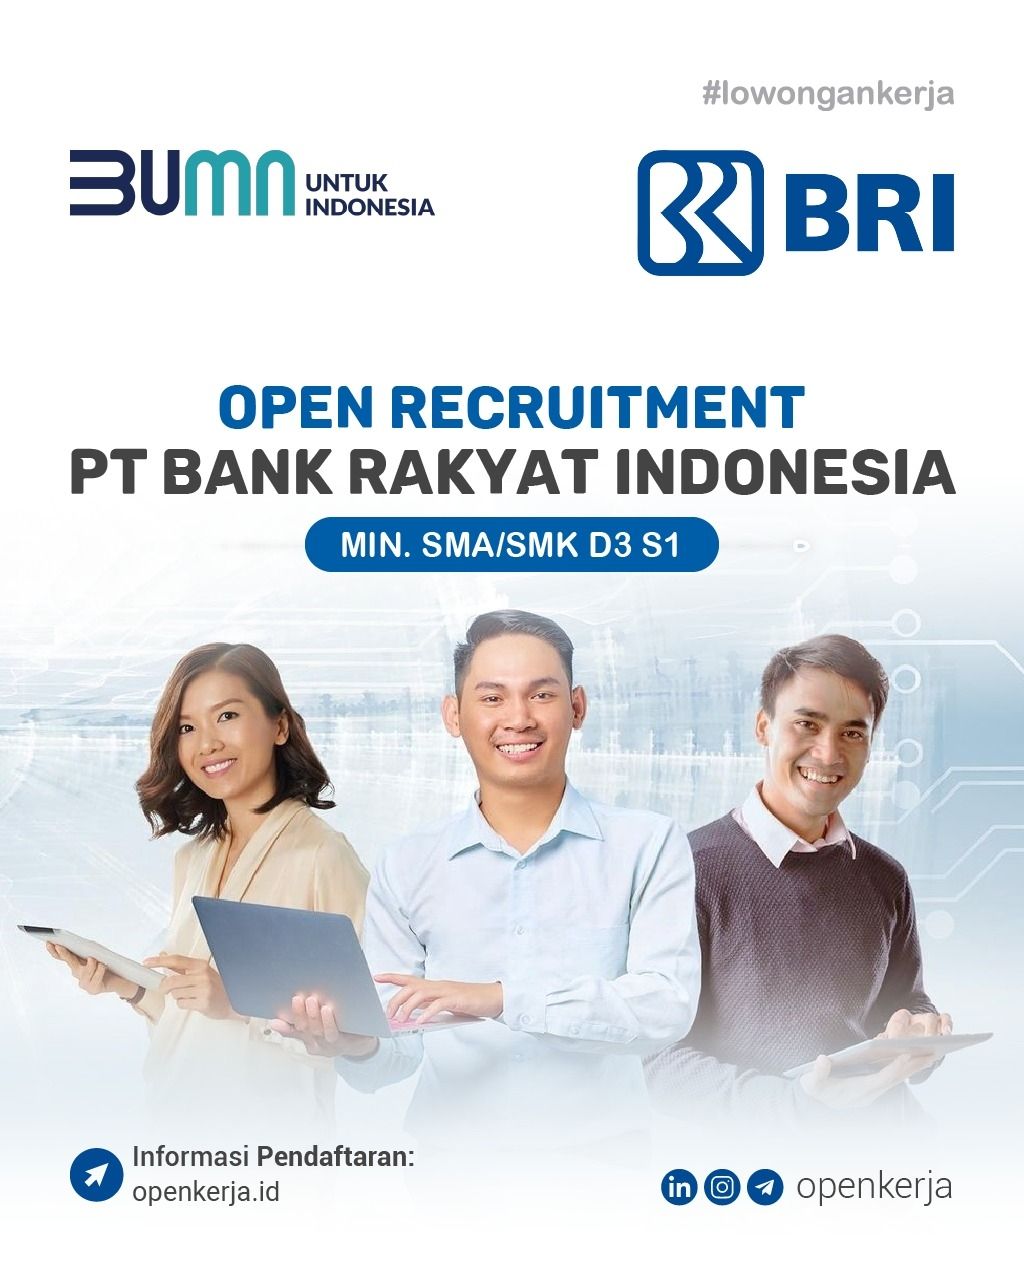 #lowongankerja
BUMN UNTUK
INDONESIA
BRI
OPEN RECRUITMENT
PT BANK RAKYAT INDONESIA
MIN. SMA/SMK D3 S1
Informasi Pendaftaran:
openkerja.id
in openkerja